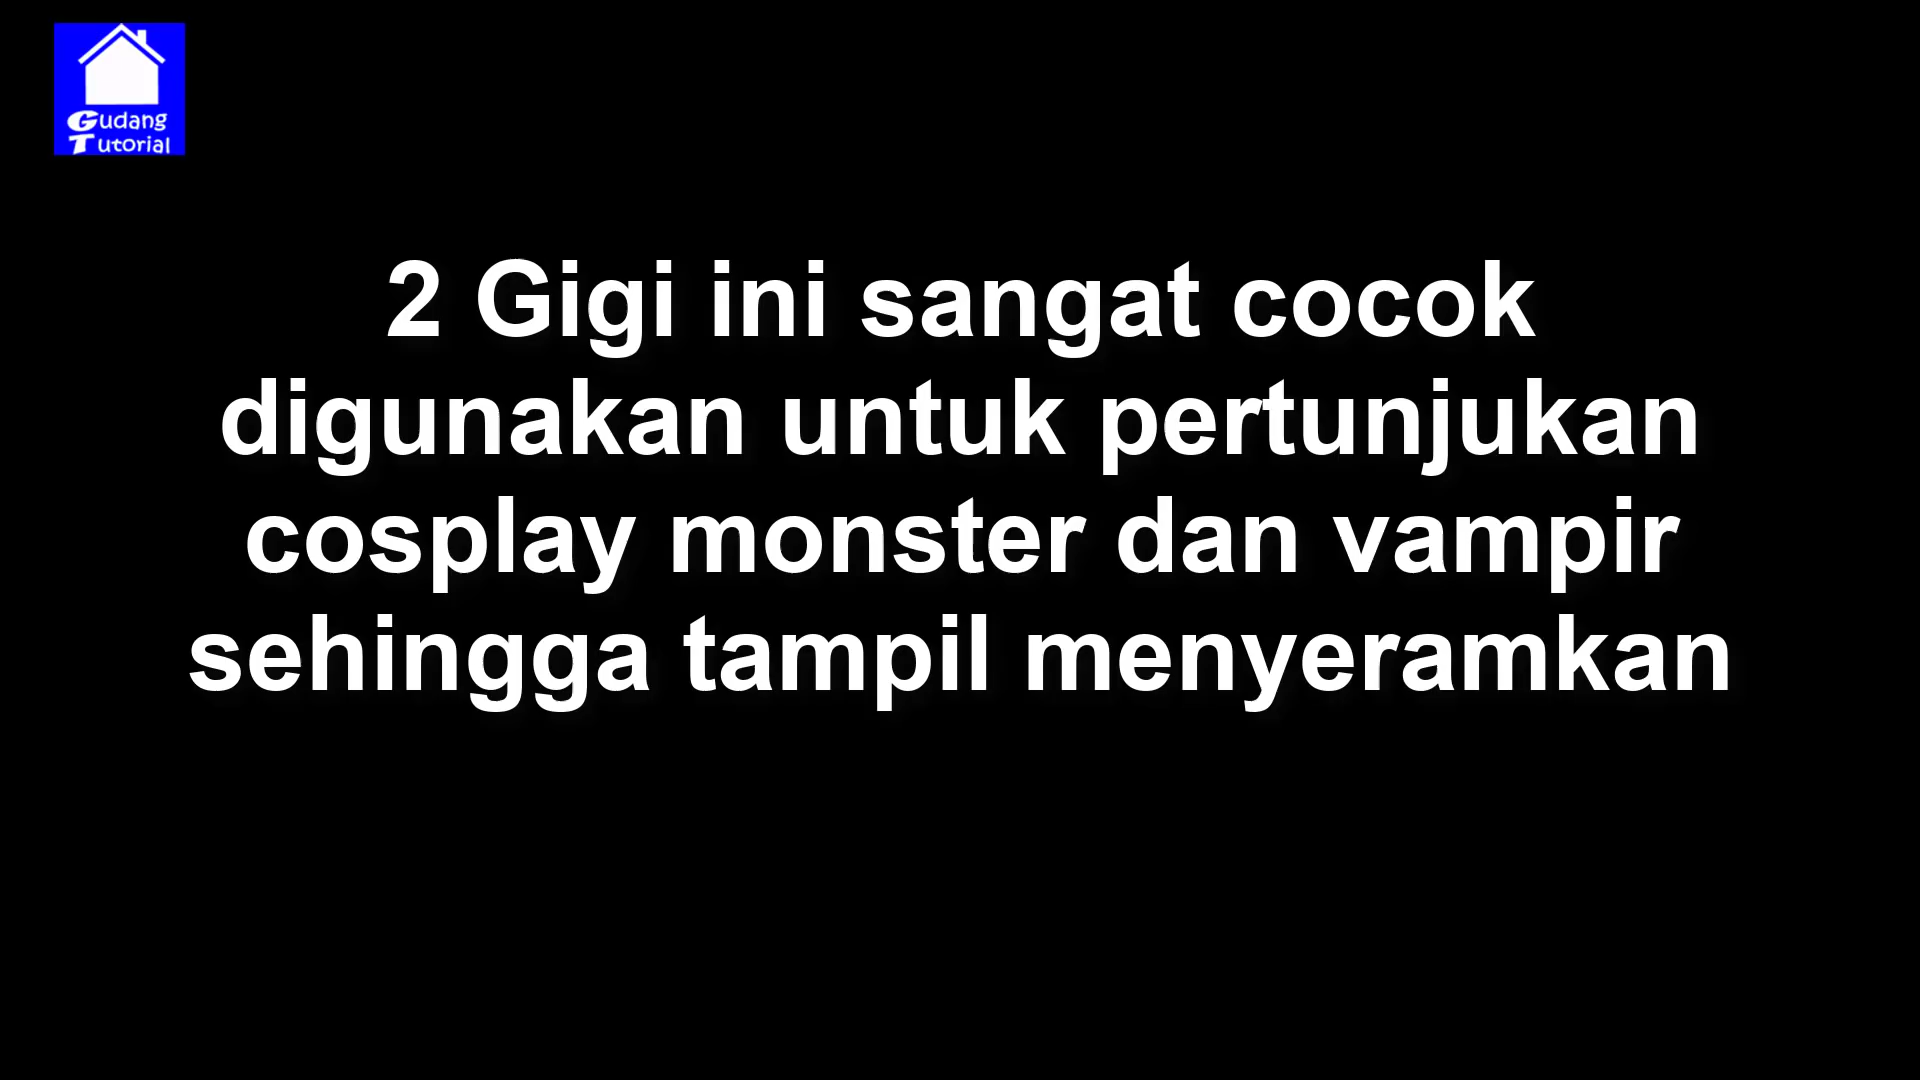 Gudang
Tutorial
2 Gigi ini sangat cocok
digunakan untuk pertunjukan
cosplay monster dan vampir
sehingga tampil menyeramkan